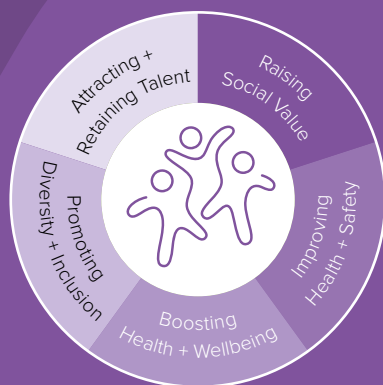 Attracting +
Retaining Talent
Raising
Social Value
Improving
Health + Safety
Boosting
Health + Wellbeing
Promoting
Diversity + Inclusion